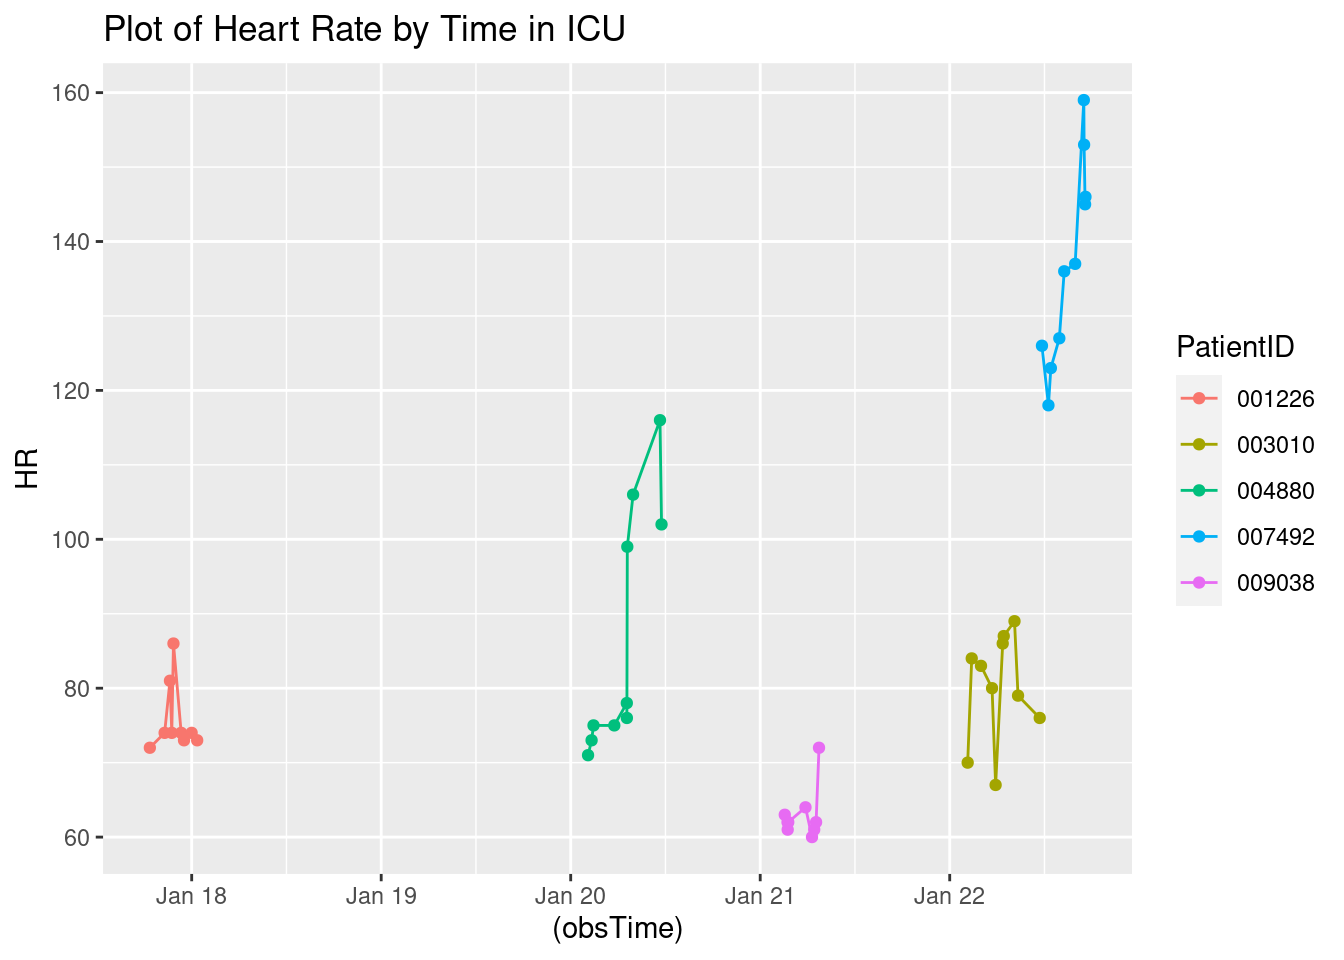 Plot of Heart Rate by Time in ICU
160
140
120
100
80
60
HR
Jan 18
Jan 19
Jan 20
Jan 21
Jan 22
(obsTime)
PatientID
001226
003010
004880
007492
009038